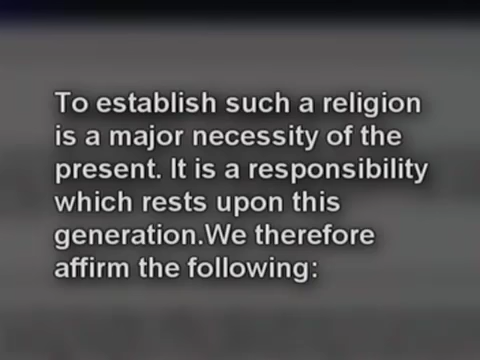 To establish such a religion
is a major necessity of the
present. It is a responsibility
which rests upon this
generation.We therefore
affirm the following: